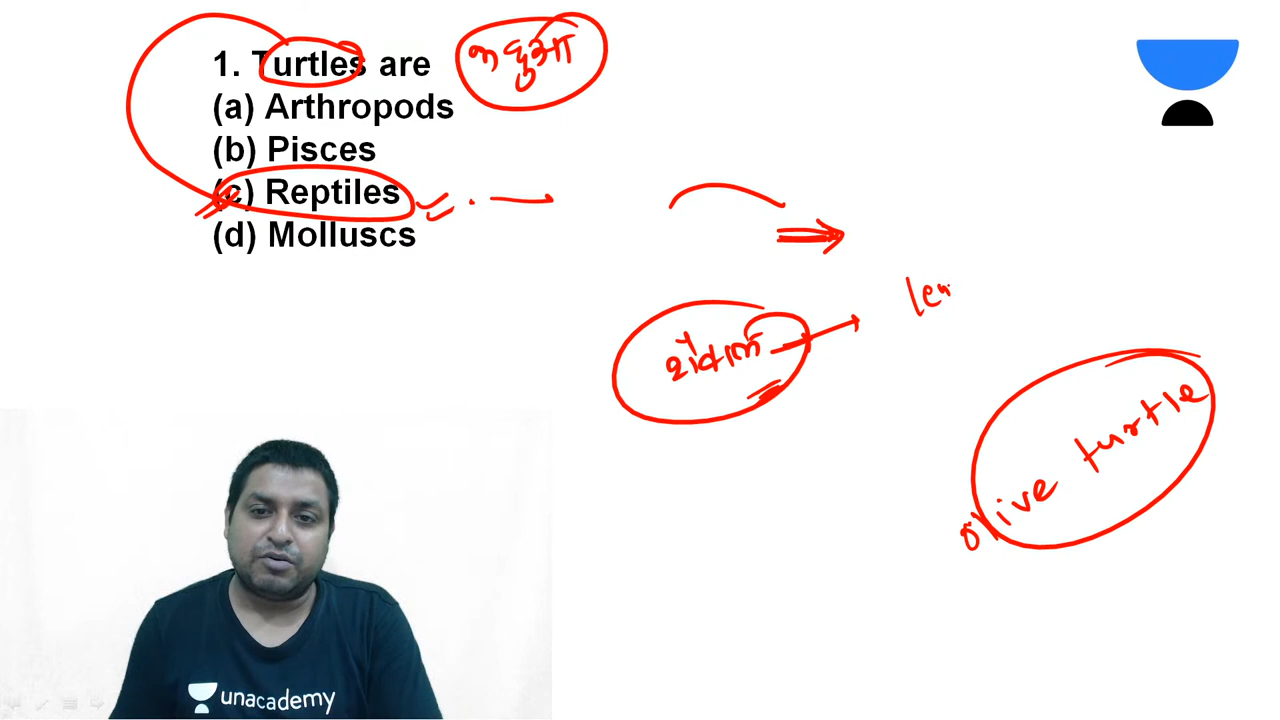 1. Turtles are
कछुआ
(a) Arthropods
(b) Pisces
(c) Reptiles
(d) Molluscs
olive turtle
unacademy